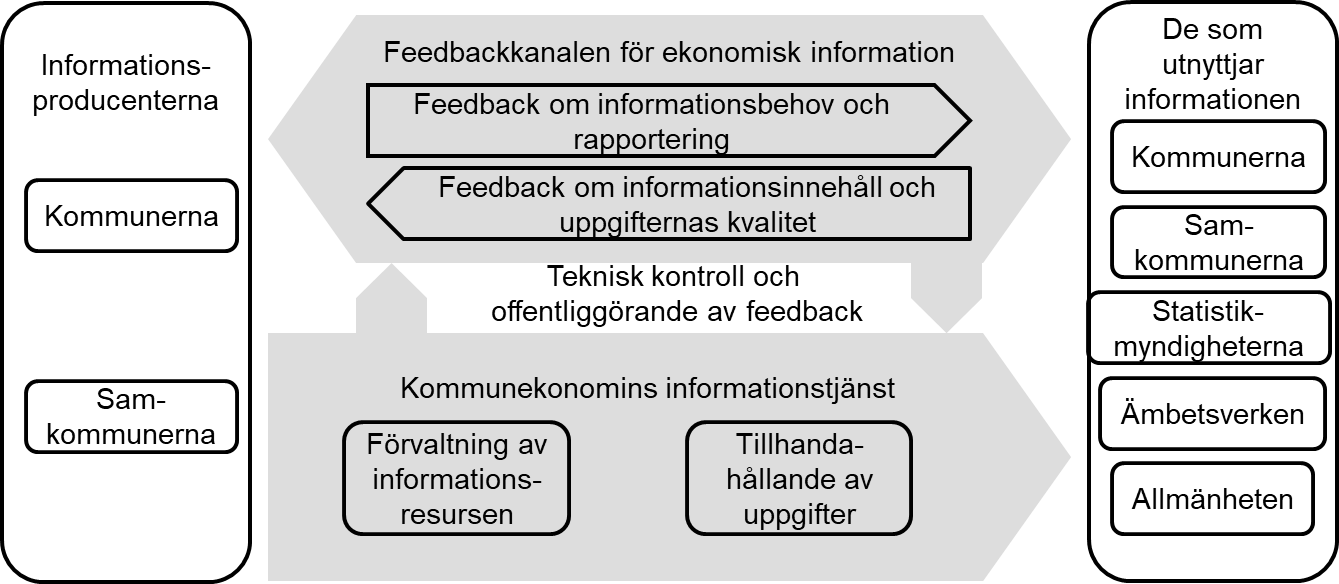 Informations-
producenterna
Kommunerna
Sam-
kommunerna
Feedbackkanalen för ekonomisk information
Feedback om informationsbehov och
rapportering
Feedback om informationsinnehåll och
uppgifternas kvalitet
Teknisk kontroll och
offentliggörande av feedback
Kommunekonomins informationstjänst
Förvaltning av
informations-
resursen
Tillhanda-
hållande av
uppgifter
De som
utnyttjar
informationen
Kommunerna
Sam-
kommunerna
Statistik-
myndigheterna
Ämbetsverken
Allmänheten